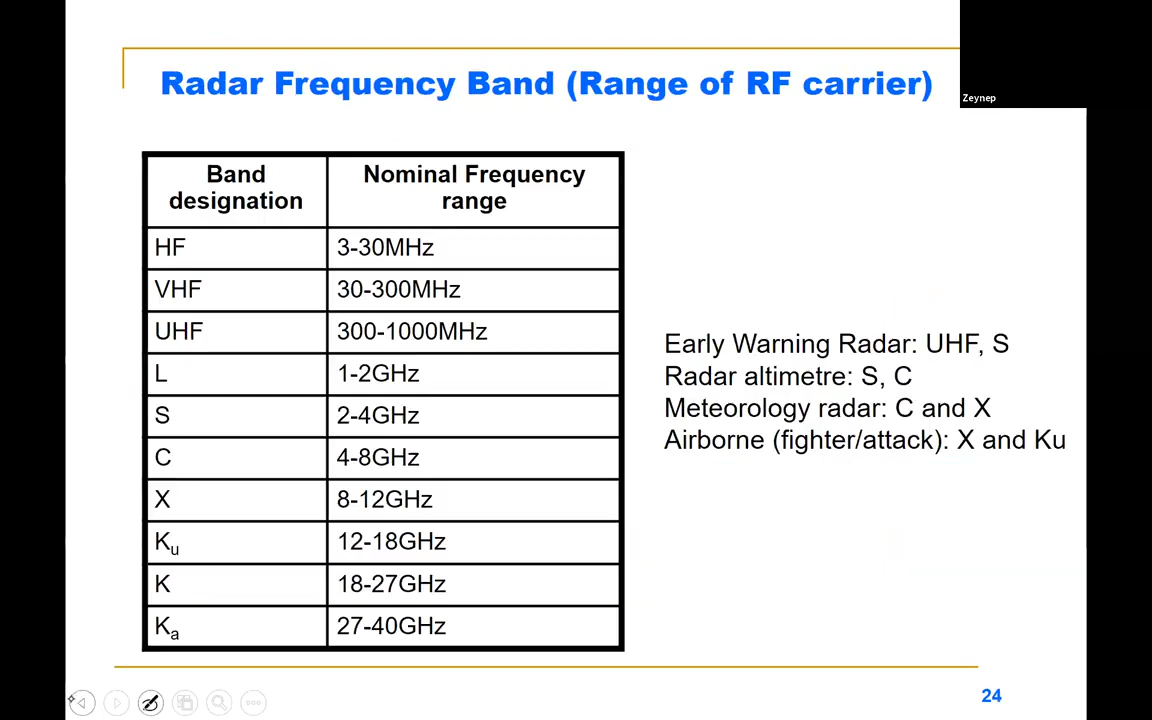 Radar Frequency Band (Range of RF carrier)
Zeynep
Band designation
Nominal Frequency range
HF 3-30MHz
VHF 30-300MHz
UHF 300-1000MHz
L 1-2GHz
S 2-4GHz
C 4-8GHz
X 8-12GHz
Ku 12-18GHz
K 18-27GHz
Ka 27-40GHz
Early Warning Radar: UHF, S
Radar altimetre: S, C
Meteorology radar: C and X
Airborne (fighter/attack): X and Ku
24